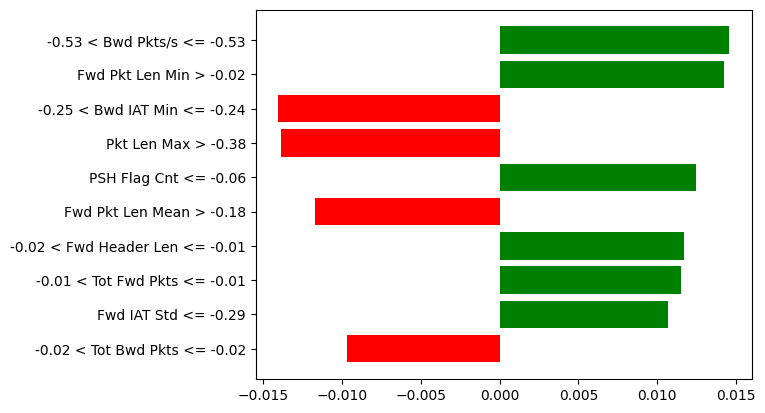 -0.53 < Bwd Pkts/s <= -0.53
Fwd Pkt Len Min > -0.02
-0.25 < Bwd IAT Min <= -0.24
Pkt Len Max > -0.38
PSH Flag Cnt <= -0.06
Fwd Pkt Len Mean > -0.18
-0.02 < Fwd Header Len <= -0.01
-0.01 < Tot Fwd Pkts <= -0.01
Fwd IAT Std <= -0.29
-0.02 < Tot Bwd Pkts <= -0.02
−0.015 −0.010 −0.005 0.000 0.005 0.010 0.015